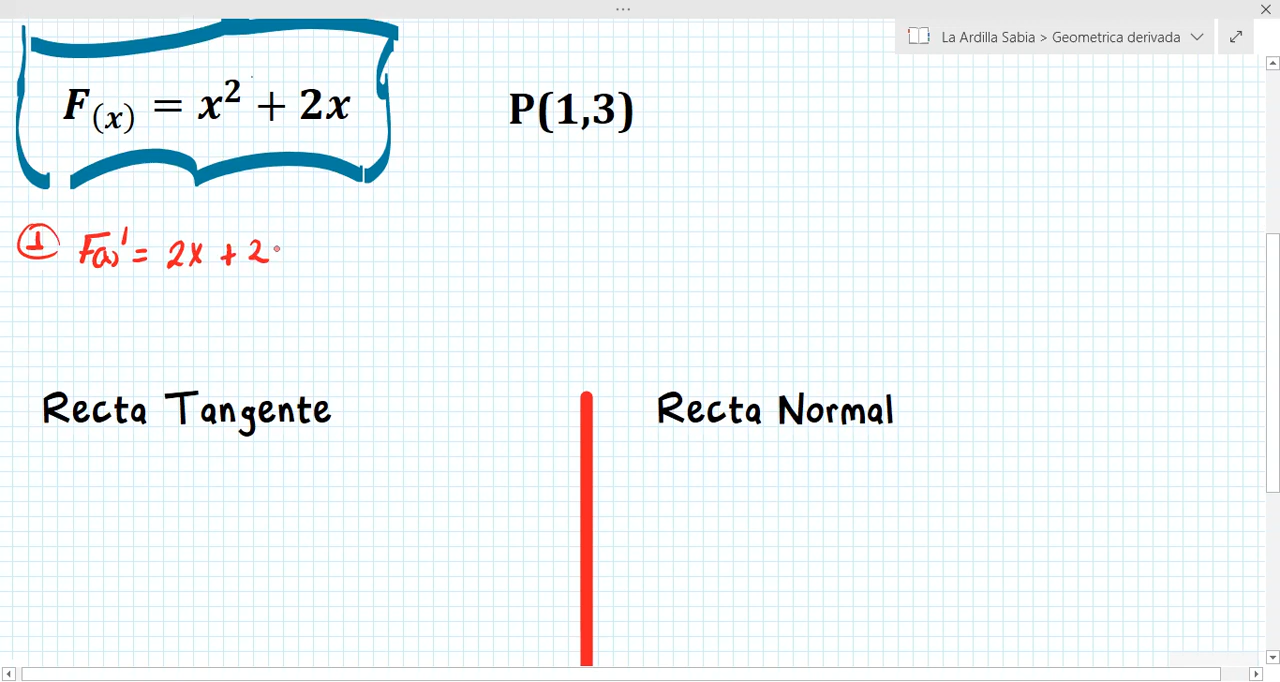 La Ardilla Sabia > Geometrica derivada
F(x) = x² + 2x
P(1,3)
① F(x)' = 2x + 2
Recta Tangente
Recta Normal